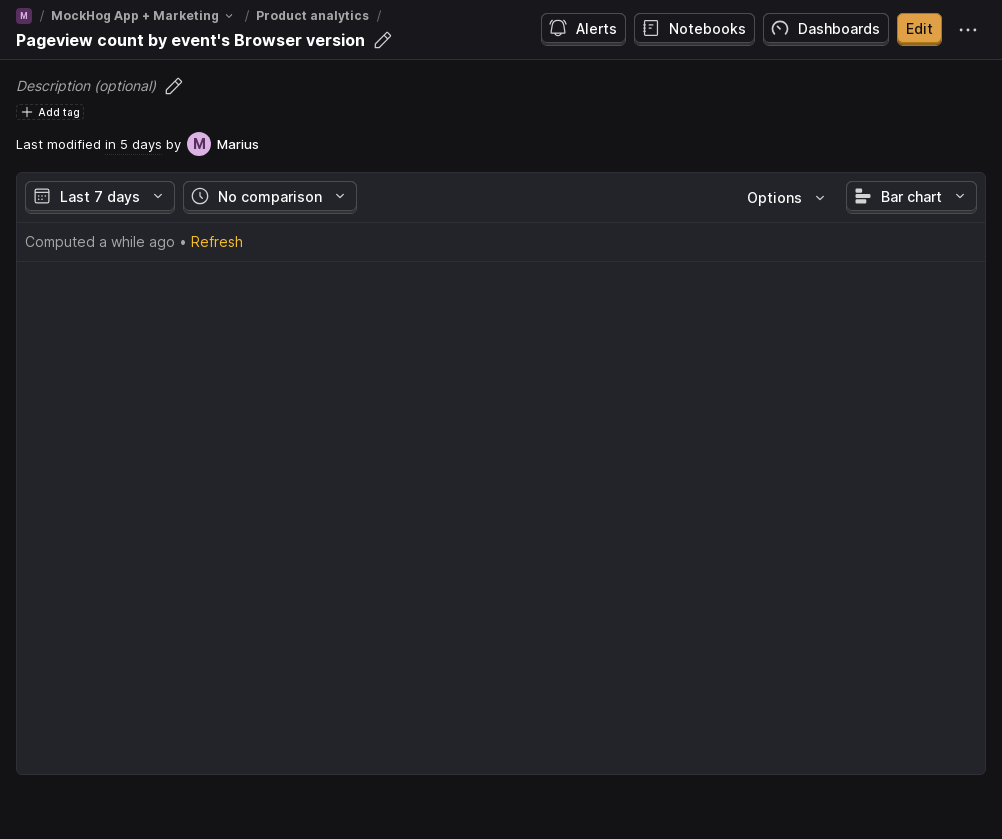 M / MockHog App + Marketing / Product analytics /
Pageview count by event's Browser version
Alerts Notebooks Dashboards Edit
Description (optional)
Add tag
Last modified in 5 days by M Marius
Last 7 days No comparison Options Bar chart
Computed a while ago • Refresh